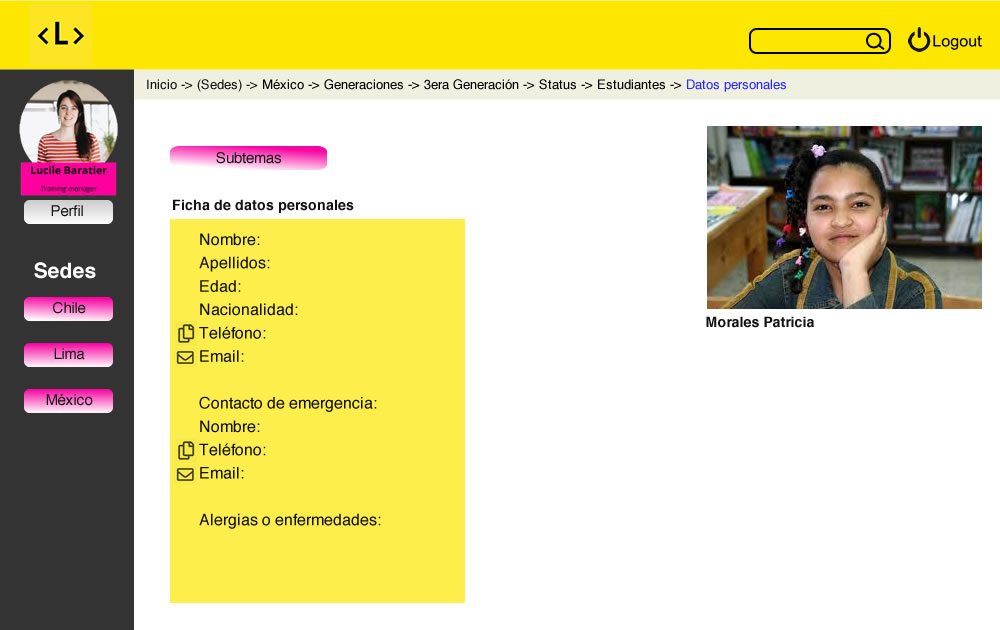 <L>
Logout
Inicio -> (Sedes) -> México -> Generaciones -> 3era Generación -> Status -> Estudiantes -> Datos personales
Lucile Baratier
Training manager
Perfil
Sedes
Chile
Lima
México
Subtemas
Ficha de datos personales
Nombre:
Apellidos:
Edad:
Nacionalidad:
Teléfono:
Email:
Contacto de emergencia:
Nombre:
Teléfono:
Email:
Alergias o enfermedades:
Morales Patricia